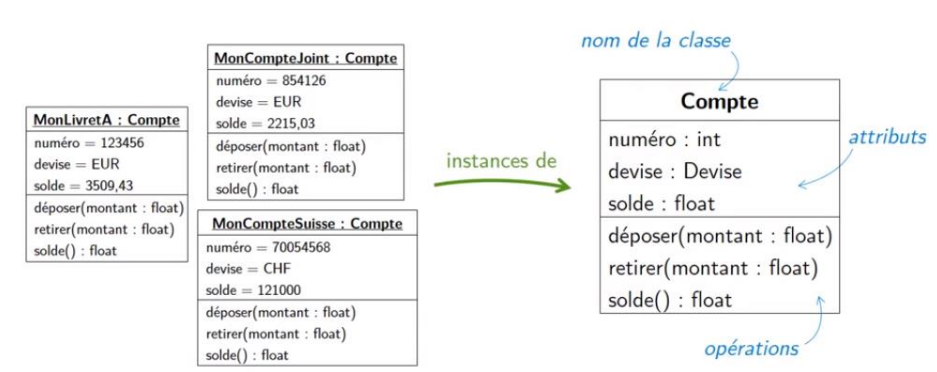 MonLivretA : Compte
numéro = 123456
devise = EUR
solde = 3509,43
déposer(montant : float)
retirer(montant : float)
solde() : float
MonCompteJoint : Compte
numéro = 854126
devise = EUR
solde = 2215,03
déposer(montant : float)
retirer(montant : float)
solde() : float
MonCompteSuisse : Compte
numéro = 70054568
devise = CHF
solde = 121000
déposer(montant : float)
retirer(montant : float)
solde() : float
instances de
nom de la classe
Compte
numéro : int
devise : Devise
solde : float
déposer(montant : float)
retirer(montant : float)
solde() : float
attributs
opérations